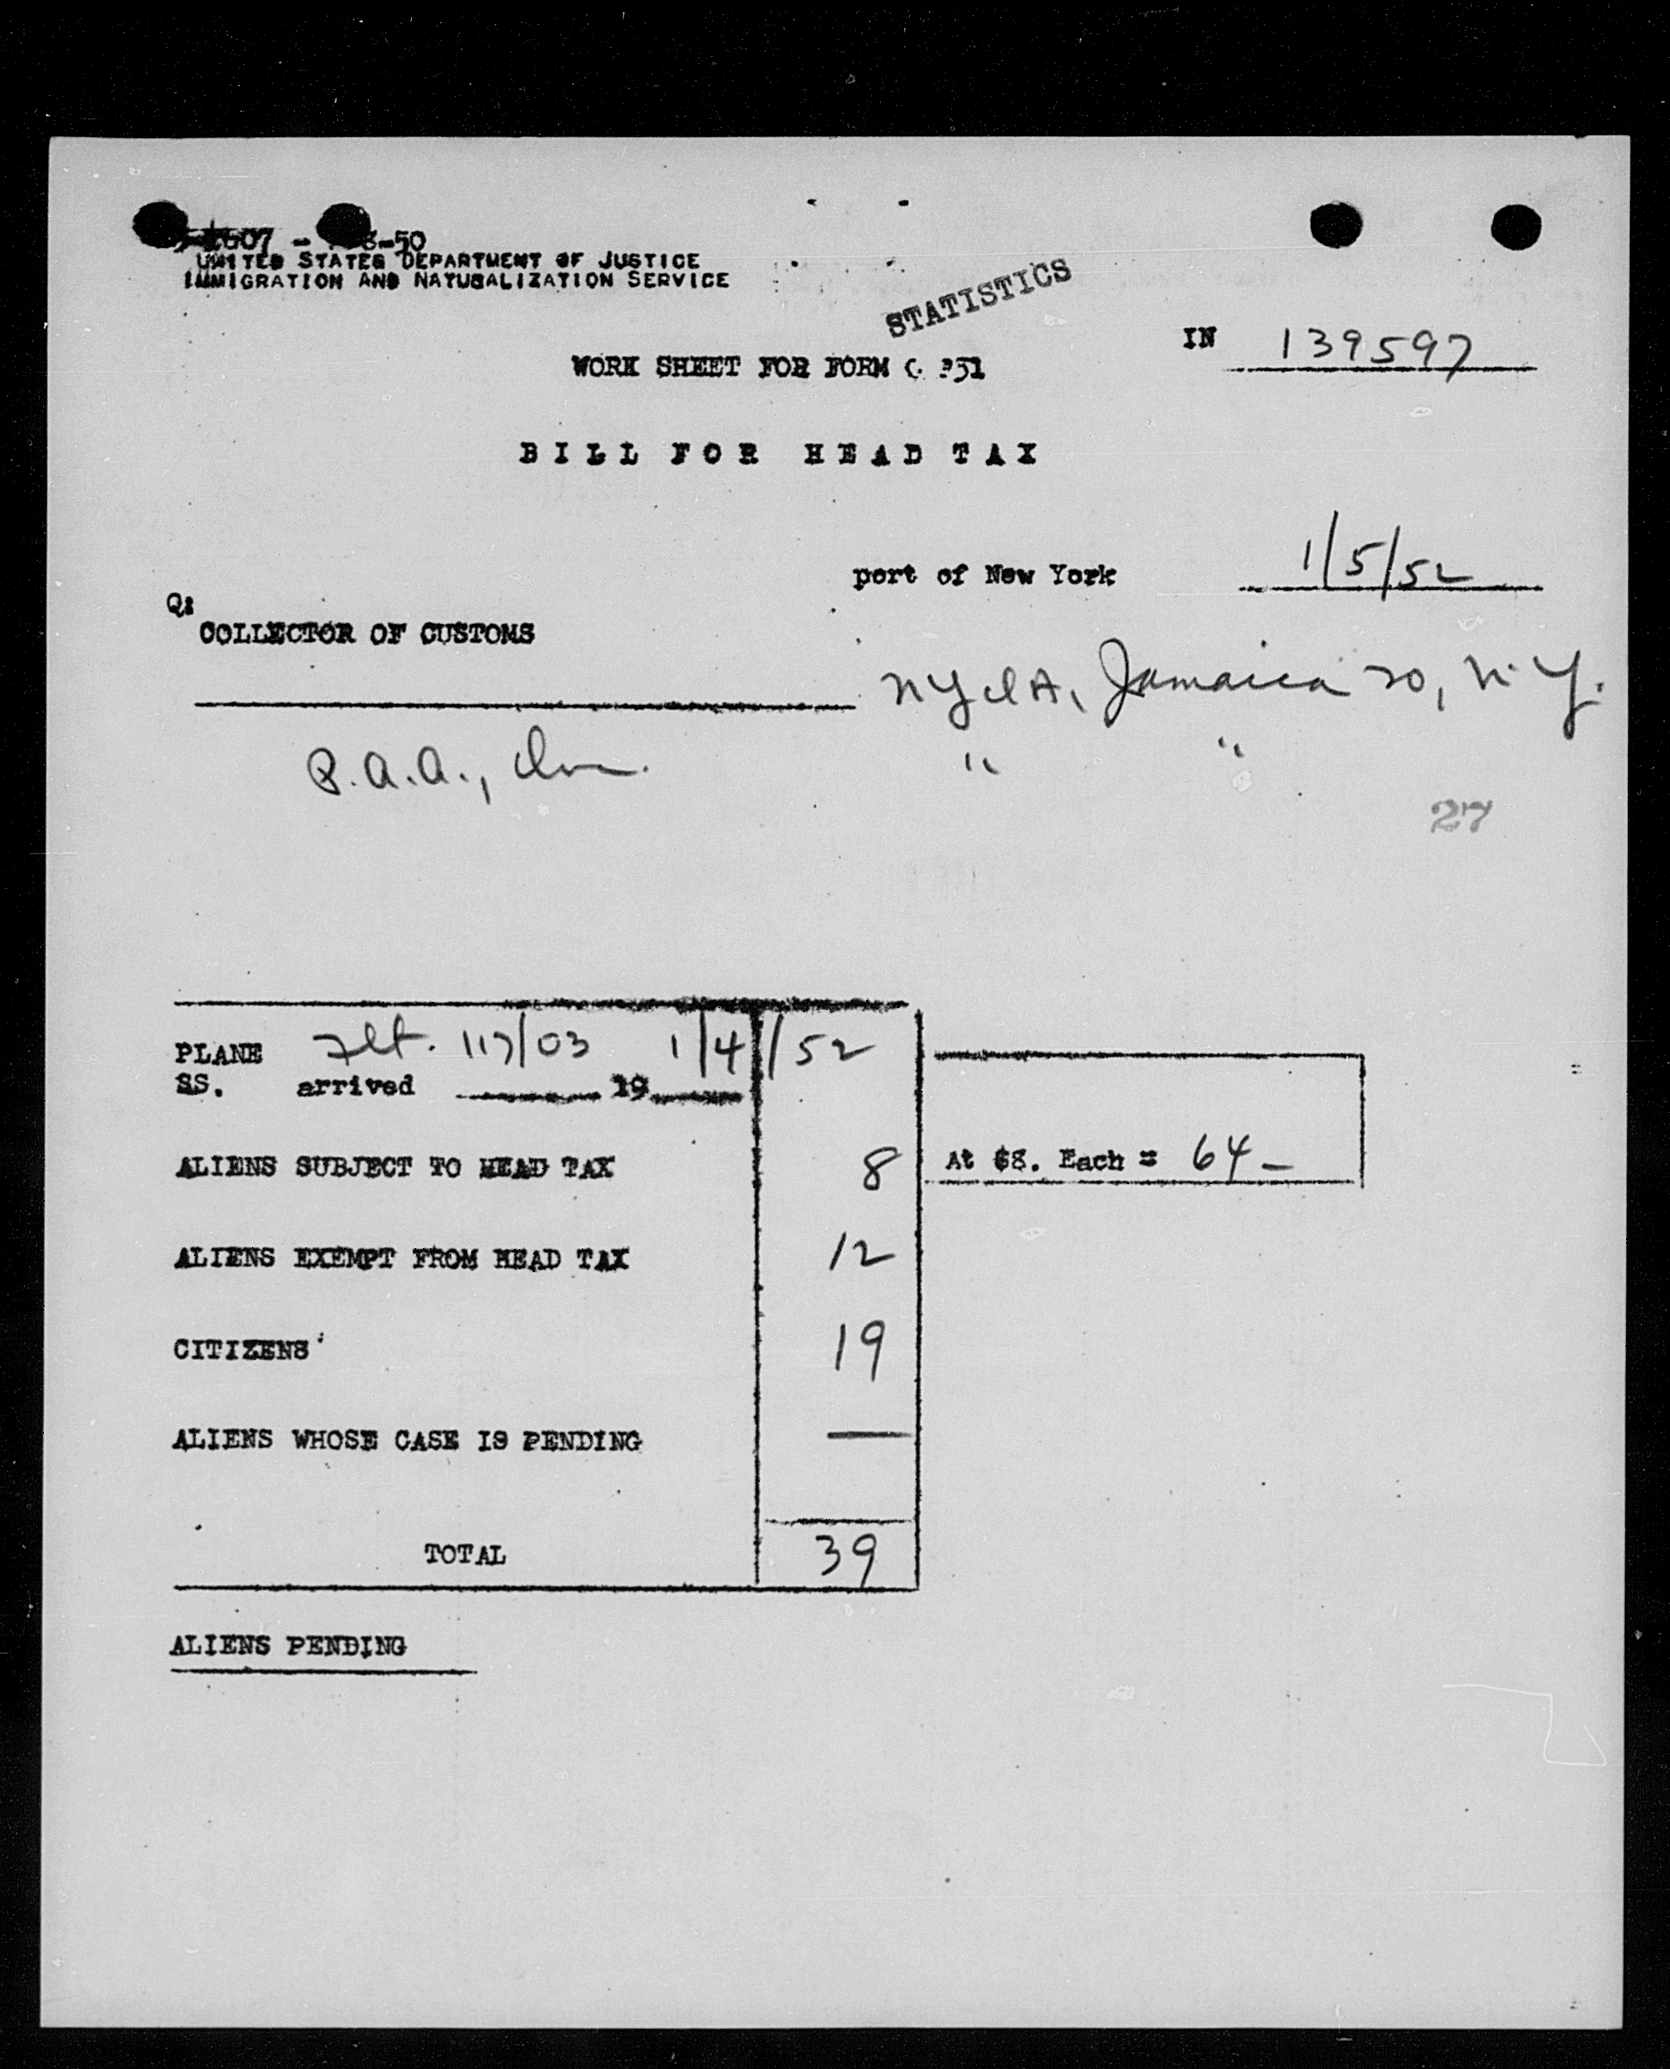 -50
UNITED STATES DEPARTMENT OF JUSTICE
IMMIGRATION AND NATURALIZATION SERVICE
STATISTICS
IN 139597
WORK SHEET FOR FORM
BILL FOR HEAD TAX
port of New York 1/5/52
COLLECTOR OF CUSTOMS
NYIA, Jamaica 20, N.Y.
P.A.A., Inc. " "
27
PLANE Flt. 117/03 1/4/52
SS. arrived 19
ALIENS SUBJECT TO HEAD TAX 8 At $8. Each = 64 –
ALIENS EXEMPT FROM HEAD TAX 12
CITIZENS 19
ALIENS WHOSE CASE IS PENDING —
TOTAL 39
ALIENS PENDING